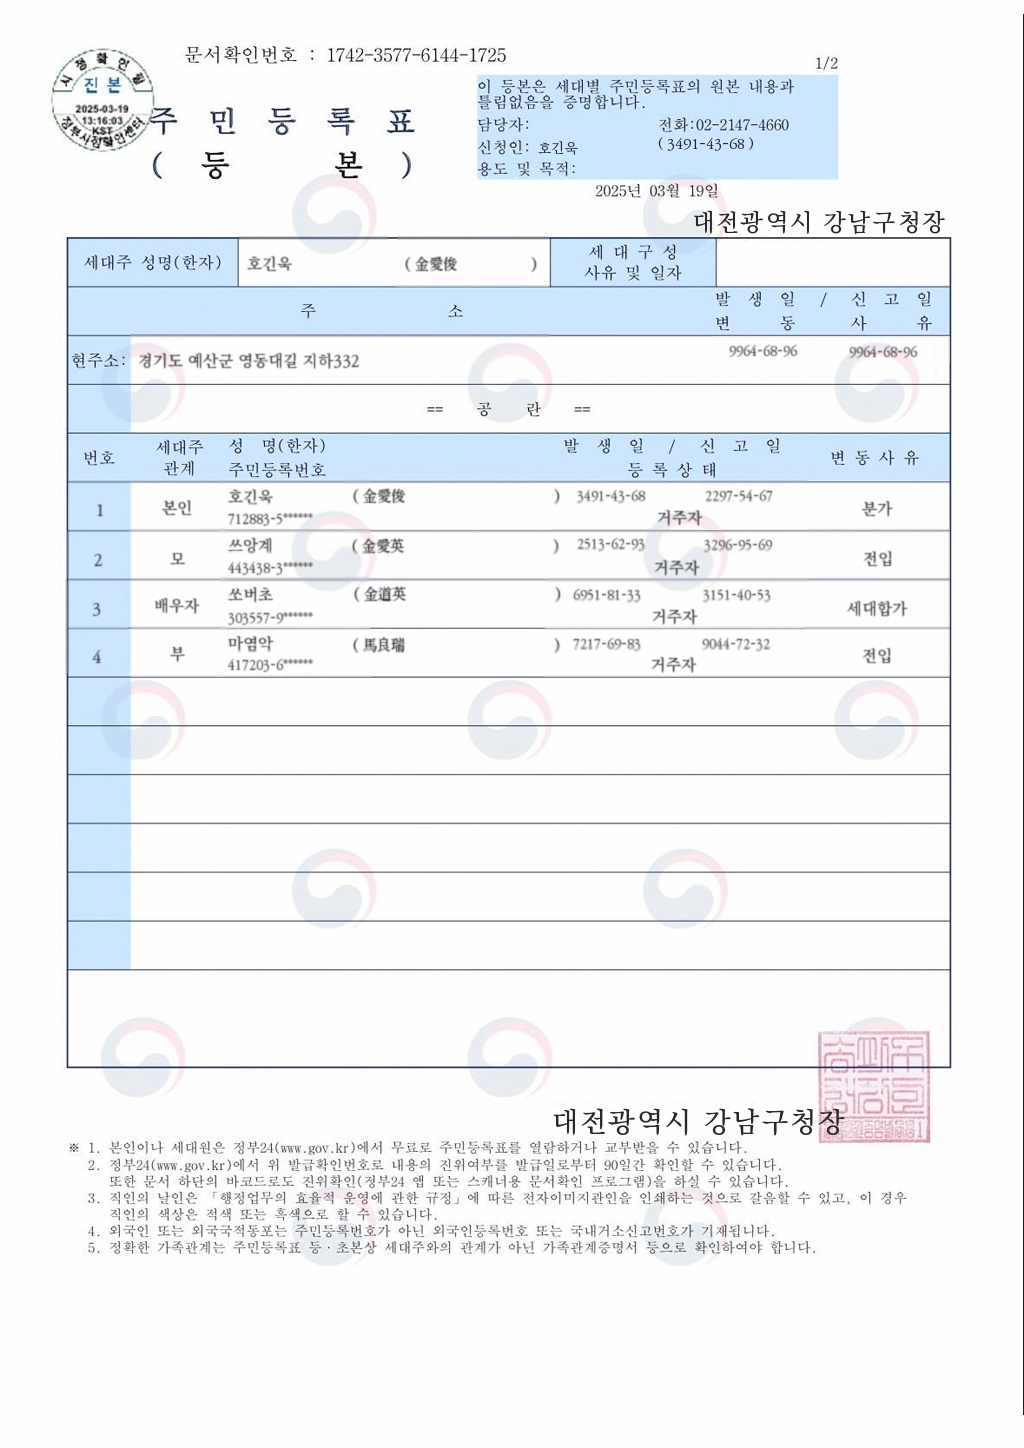 문서확인번호 : 1742-3577-6144-1725
1/2
시점확인필
진본
2025-03-19
13:16:03
KST
정부시점확인센터
주 민 등 록 표
( 등 본 )
이 등본은 세대별 주민등록표의 원본 내용과
틀림없음을 증명합니다.
담당자: 전화:02-2147-4660
신청인: 호긴욱 ( 3491-43-68 )
용도 및 목적:
2025년 03월 19일
대전광역시 강남구청장
세대주 성명(한자) 호긴욱 ( 金愛俊 ) 세 대 구 성
사유 및 일자
주 소 발 생 일 / 신 고 일
변 동 사 유
현주소: 경기도 예산군 영동대길 지하332 9964-68-96 9964-68-96
== 공 란 ==
번호 세대주 관계 성 명(한자) 주민등록번호 발 생 일 / 신 고 일 등 록 상 태 변 동 사 유
1 본인 호긴욱 ( 金愛俊 ) 3491-43-68 2297-54-67 분가
712883-5****** 거주자
2 모 쓰앙계 ( 金愛英 ) 2513-62-93 3296-95-69 전입
443438-3****** 거주자
3 배우자 쏘버초 ( 金道英 ) 6951-81-33 3151-40-53 세대합가
303557-9****** 거주자
4 부 마염악 ( 馬良瑞 ) 7217-69-83 9044-72-32 전입
417203-6****** 거주자
대전광역시 강남구청장
※ 1. 본인이나 세대원은 정부24(www.gov.kr)에서 무료로 주민등록표를 열람하거나 교부받을 수 있습니다.
2. 정부24(www.gov.kr)에서 위 발급확인번호로 내용의 진위여부를 발급일로부터 90일간 확인할 수 있습니다.
또한 문서 하단의 바코드로도 진위확인(정부24 앱 또는 스캐너용 문서확인 프로그램)을 하실 수 있습니다.
3. 직인의 날인은 「행정업무의 효율적 운영에 관한 규정」에 따른 전자이미지관인을 인쇄하는 것으로 갈음할 수 있고, 이 경우
직인의 색상은 적색 또는 흑색으로 할 수 있습니다.
4. 외국인 또는 외국국적동포는 주민등록번호가 아닌 외국인등록번호 또는 국내거소신고번호가 기재됩니다.
5. 정확한 가족관계는 주민등록표 등·초본상 세대주와의 관계가 아닌 가족관계증명서 등으로 확인하여야 합니다.